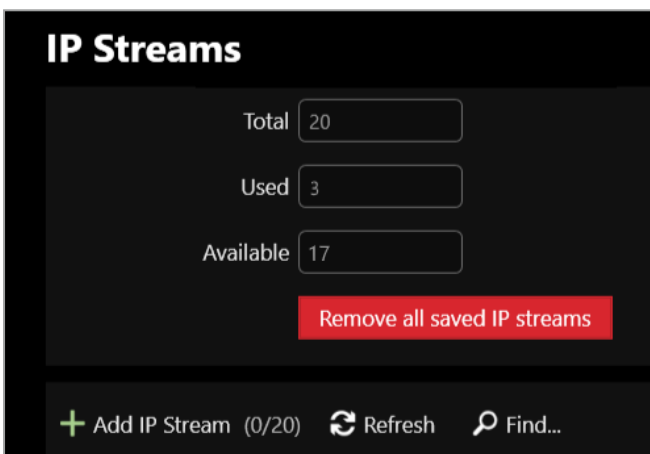 IP Streams
Total 20
Used 3
Available 17
Remove all saved IP streams
Add IP Stream (0/20) Refresh Find...